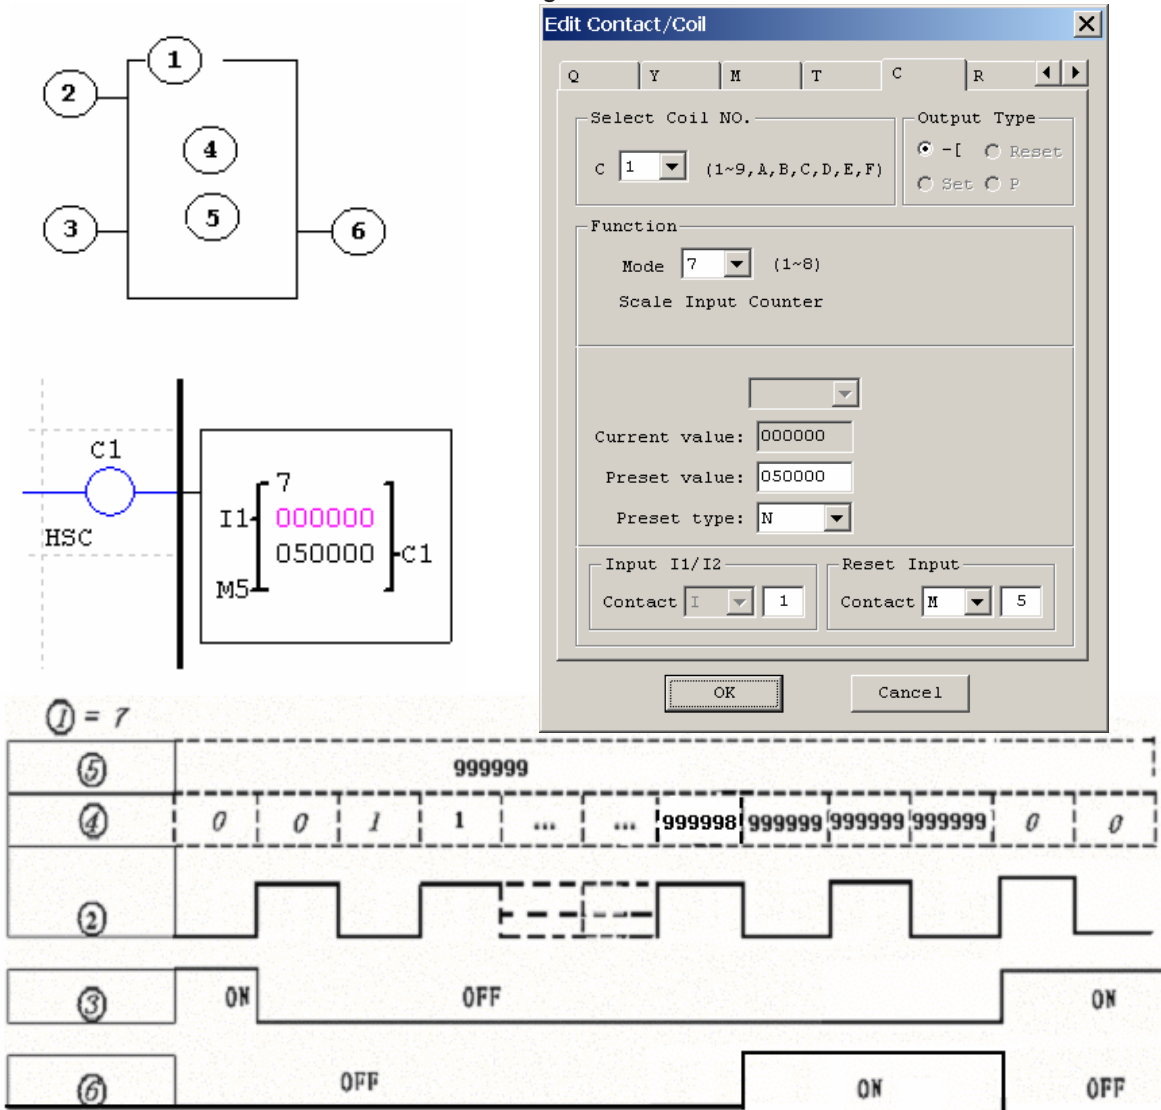 1
2
4
5
3
6
C1
HSC
7
I1
000000
050000
C1
M5
Edit Contact/Coil
Q Y M T C R
Select Coil NO.
C 1 (1~9,A,B,C,D,E,F)
Output Type
-[ Reset
Set P
Function
Mode 7 (1~8)
Scale Input Counter
Current value: 000000
Preset value: 050000
Preset type: N
Input I1/I2
Contact I 1
Reset Input
Contact M 5
OK Cancel
① = 7
⑤ 999999
④ 0 0 1 1 ... ... 999998 999999 999999 999999 0 0
②
③ ON OFF ON
⑥ OFF ON OFF